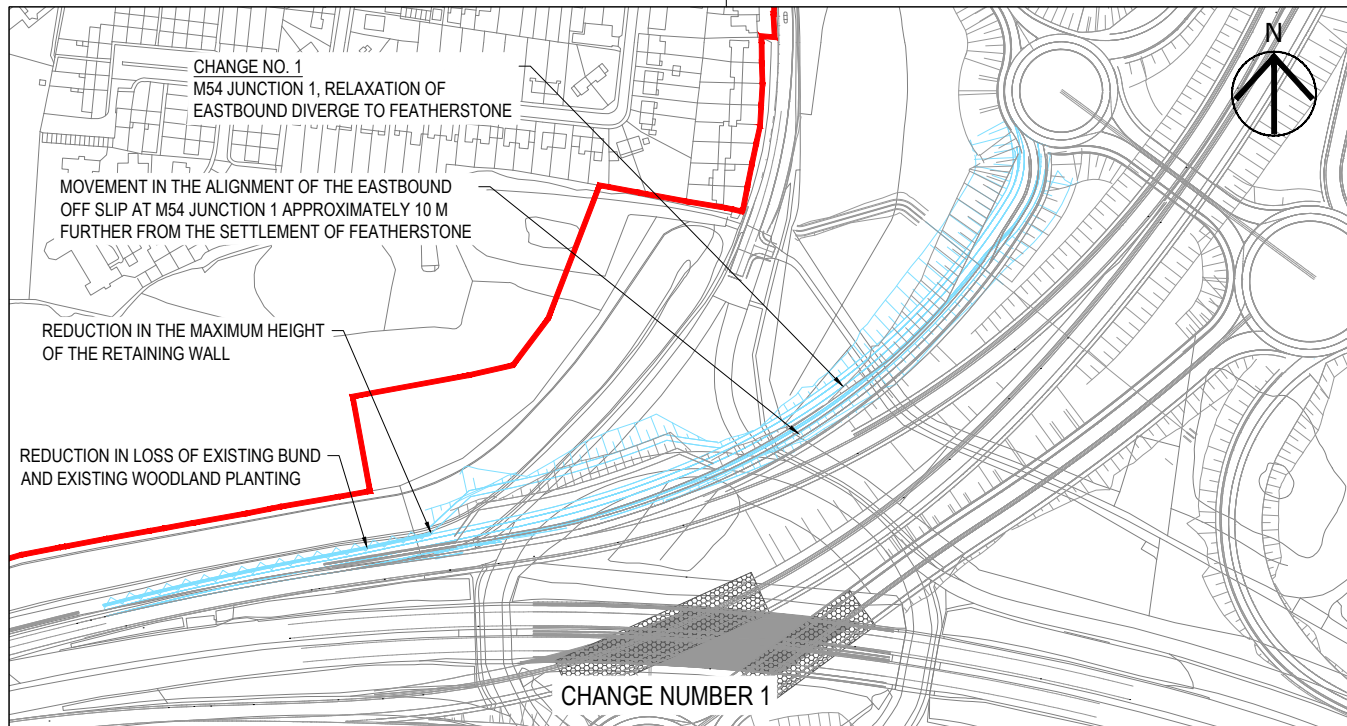 N
CHANGE NO. 1
M54 JUNCTION 1, RELAXATION OF
EASTBOUND DIVERGE TO FEATHERSTONE
MOVEMENT IN THE ALIGNMENT OF THE EASTBOUND
OFF SLIP AT M54 JUNCTION 1 APPROXIMATELY 10 M
FURTHER FROM THE SETTLEMENT OF FEATHERSTONE
REDUCTION IN THE MAXIMUM HEIGHT
OF THE RETAINING WALL
REDUCTION IN LOSS OF EXISTING BUND
AND EXISTING WOODLAND PLANTING
CHANGE NUMBER 1